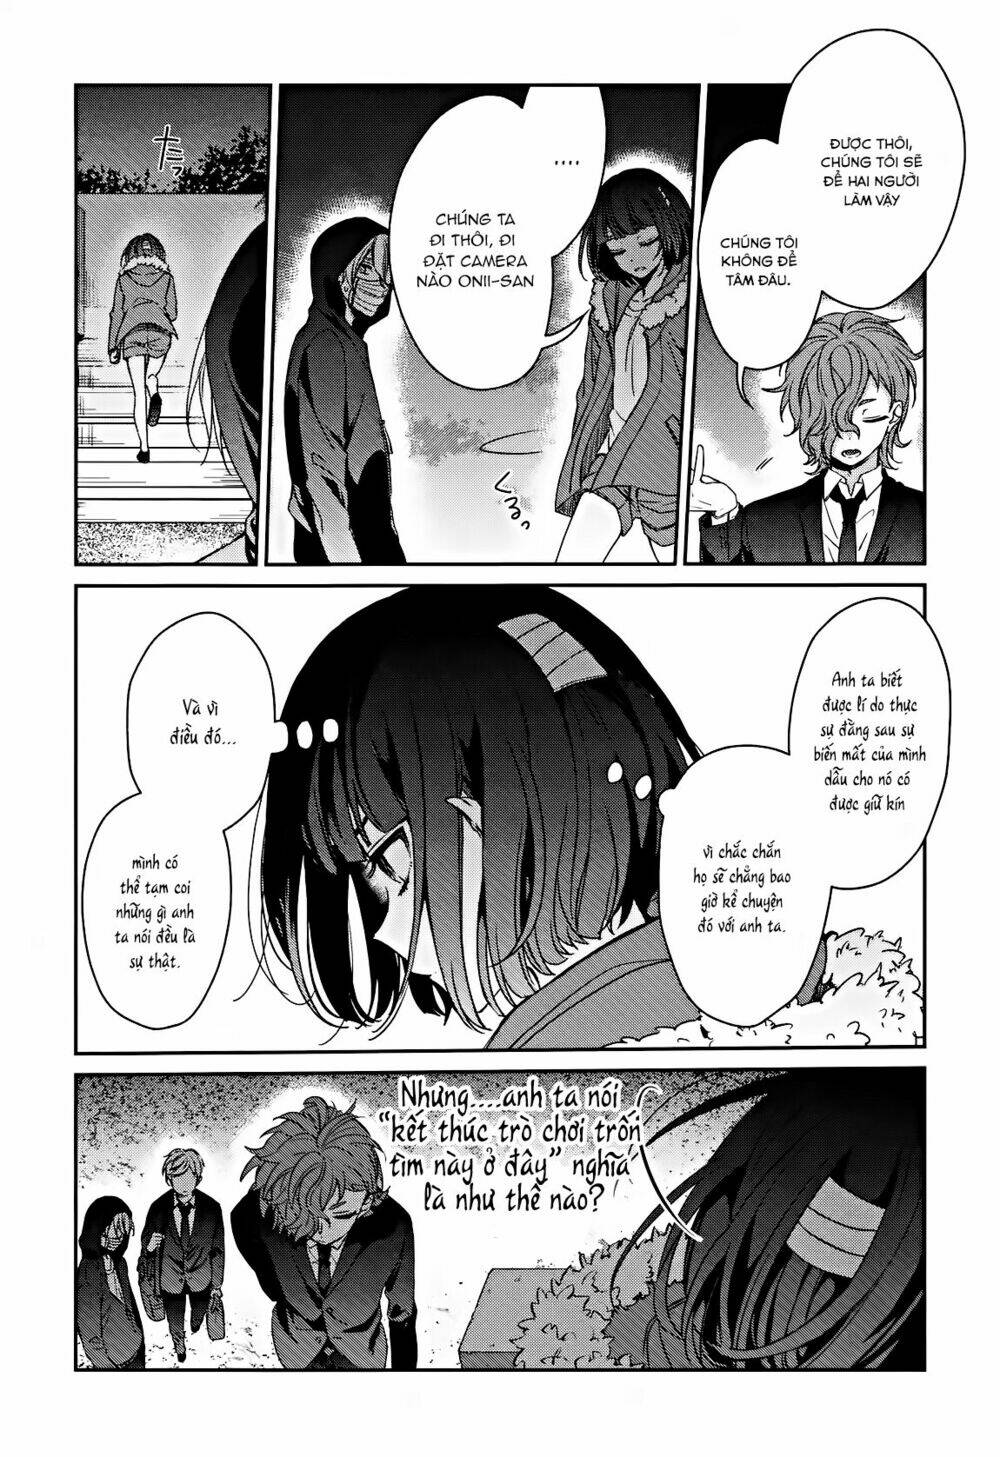 ĐƯỢC THÔI,
CHÚNG TÔI SẼ
ĐỂ HAI NGƯỜI
LÀM VẬY
CHÚNG TÔI
KHÔNG ĐỂ
TÂM ĐÂU.
....
CHÚNG TA
ĐI THÔI, ĐI
ĐẶT CAMERA
NÀO ONII-SAN
くるっ
たっ
Anh ta biết
được lí do thực
sự đằng sau sự
biến mất của mình
dẫu cho nó có
được giữ kín
vì chắc chắn
họ sẽ chẳng bao
giờ kể chuyện
đó với anh ta.
Và vì
điều đó...
mình có
thể tạm coi
những gì anh
ta nói đều là
sự thật.
Nhưng....anh ta nói
“kết thúc trò chơi trốn
tìm này ở đây” nghĩa
là như thế nào?